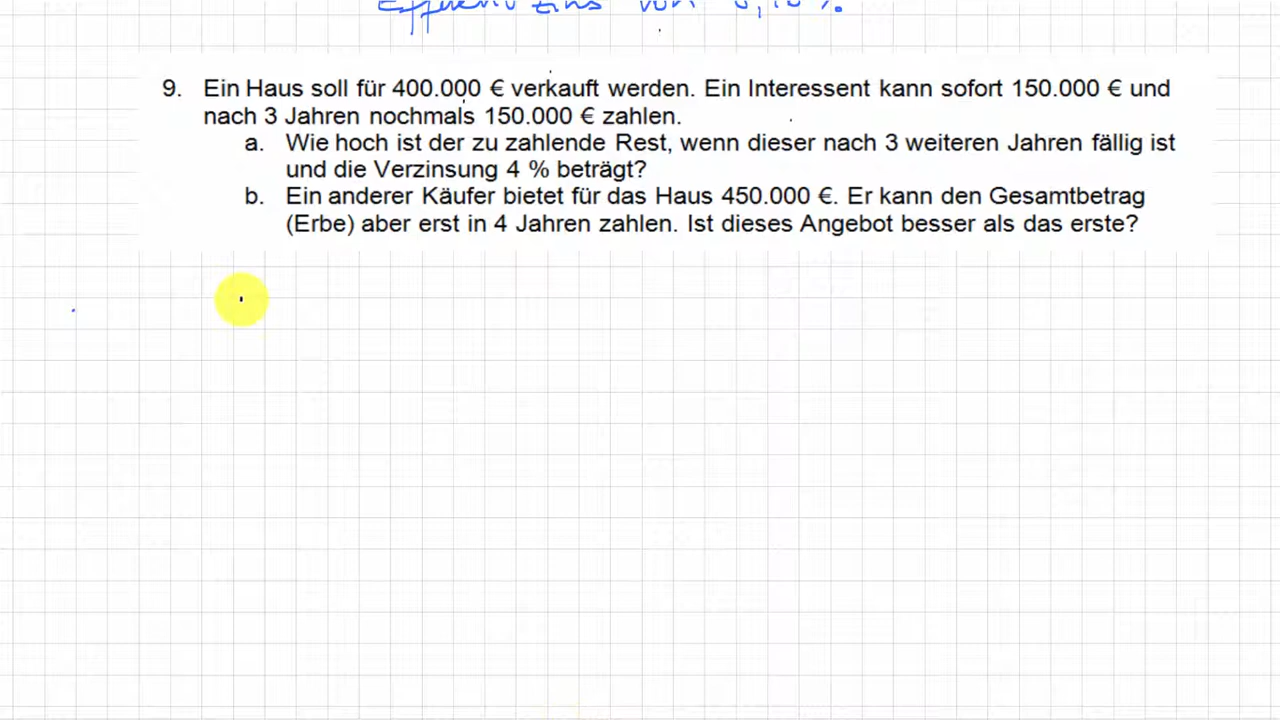 Effektivzins von
9. Ein Haus soll für 400.000 € verkauft werden. Ein Interessent kann sofort 150.000 € und
nach 3 Jahren nochmals 150.000 € zahlen.
a. Wie hoch ist der zu zahlende Rest, wenn dieser nach 3 weiteren Jahren fällig ist
und die Verzinsung 4 % beträgt?
b. Ein anderer Käufer bietet für das Haus 450.000 €. Er kann den Gesamtbetrag
(Erbe) aber erst in 4 Jahren zahlen. Ist dieses Angebot besser als das erste?